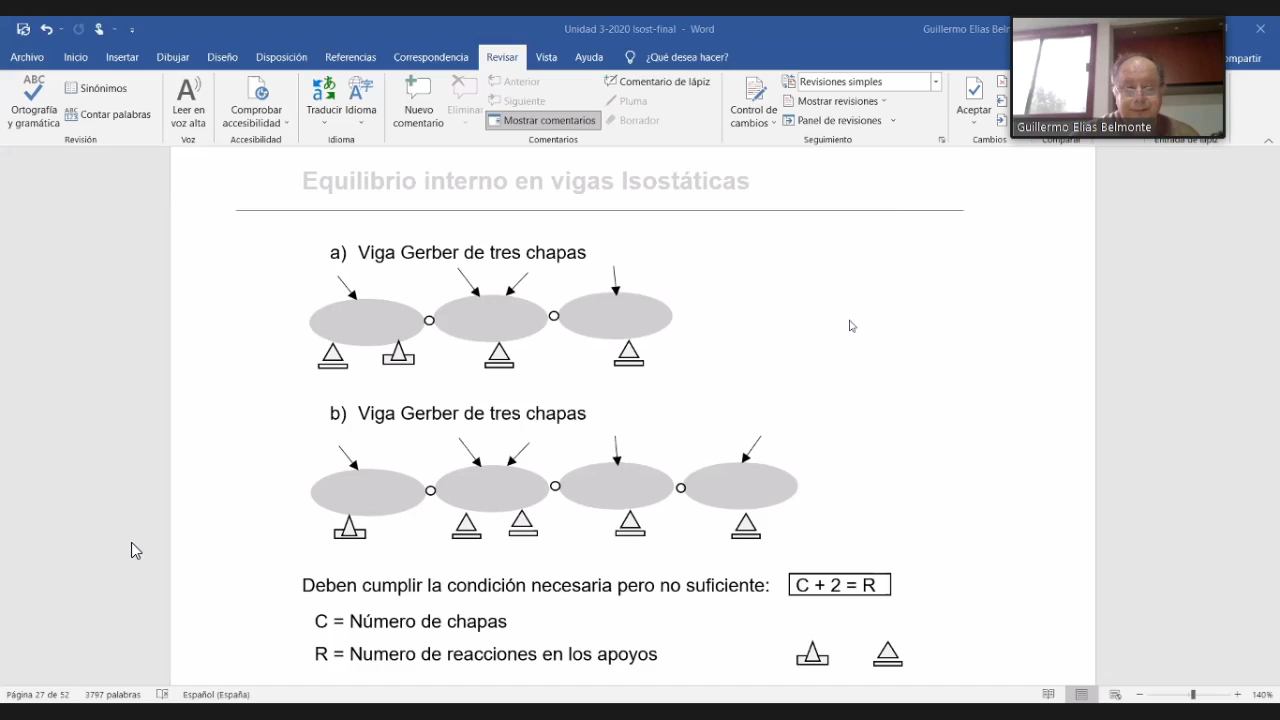 Unidad 3-2020 isost-final - Word
Guillermo Elias Belm
Archivo Inicio Insertar Dibujar Diseño Disposición Referencias Correspondencia Revisar Vista Ayuda ¿Qué desea hacer? ompartir
ABC Ortografía y gramática
Sinónimos
Contar palabras
Revisión
Leer en voz alta
Voz
Comprobar accesibilidad
Accesibilidad
Traducir Idioma
Idioma
Nuevo comentario
Eliminar
Anterior
Siguiente
Mostrar comentarios
Comentario de lápiz
Pluma
Borrador
Comentarios
Control de cambios
Revisiones simples
Mostrar revisiones
Panel de revisiones
Seguimiento
Aceptar
Cambios
Guillermo Elias Belmonte
Equilibrio interno en vigas Isostáticas
a) Viga Gerber de tres chapas
b) Viga Gerber de tres chapas
Deben cumplir la condición necesaria pero no suficiente: C + 2 = R
C = Número de chapas
R = Numero de reacciones en los apoyos
Página 27 de 52 3797 palabras Español (España) 140%